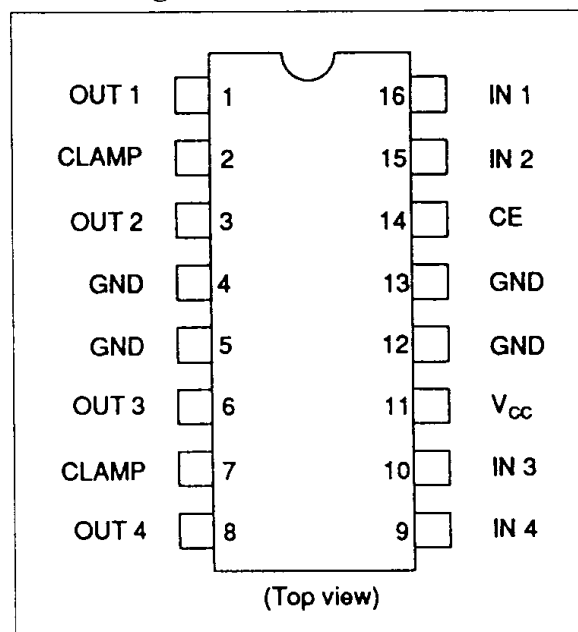 OUT 1 1 16 IN 1
CLAMP 2 15 IN 2
OUT 2 3 14 CE
GND 4 13 GND
GND 5 12 GND
OUT 3 6 11 VCC
CLAMP 7 10 IN 3
OUT 4 8 9 IN 4
(Top view)